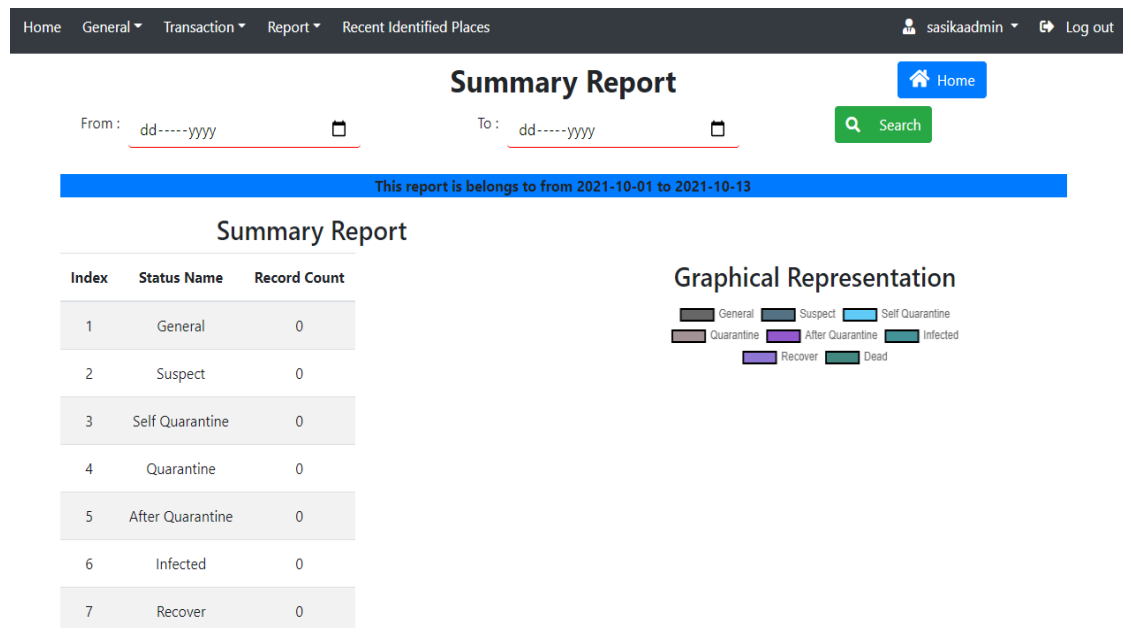 Home General Transaction Report Recent Identified Places sasikaadmin Log out
Summary Report Home
From : dd-----yyyy To : dd-----yyyy Search
This report is belongs to from 2021-10-01 to 2021-10-13
Summary Report
Index Status Name Record Count
1 General 0
2 Suspect 0
3 Self Quarantine 0
4 Quarantine 0
5 After Quarantine 0
6 Infected 0
7 Recover 0
Graphical Representation
General Suspect Self Quarantine
Quarantine After Quarantine Infected
Recover Dead